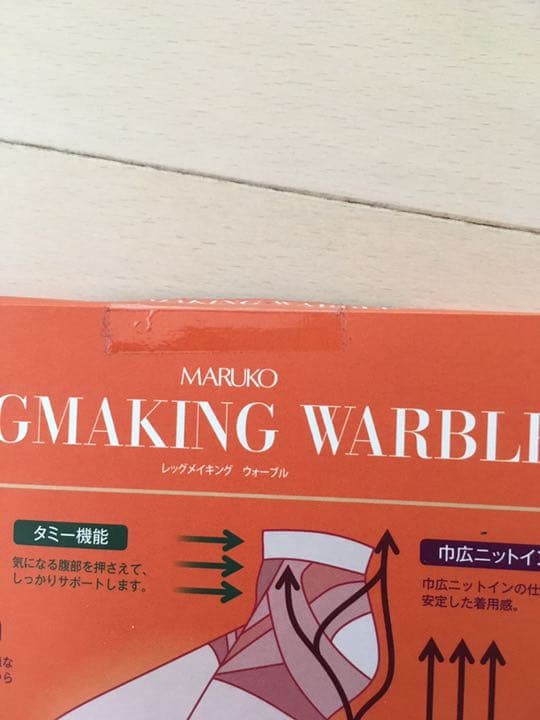 MARUKO
GMAKING WARBLE
レッグメイキング ウォーブル
タミー機能
気になる腹部を押さえて、
しっかりサポートします。
巾広ニットイン
巾広ニットインの仕
安定した着用感。